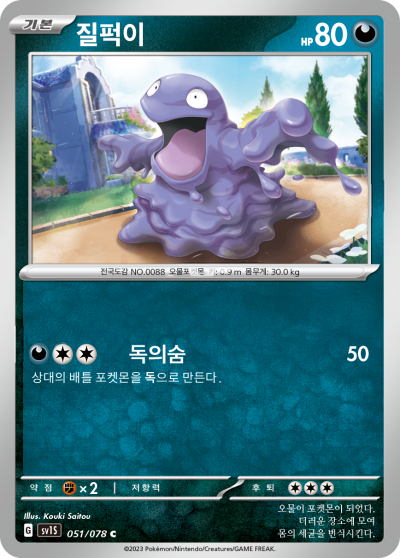 기본
질퍽이
HP 80
전국도감 NO.0088 오물포켓몬 키: 0.9 m 몸무게: 30.0 kg
독의숨 50
상대의 배틀 포켓몬을 독으로 만든다.
약점 ×2 저항력 후퇴
Illus. Kouki Saitou
G sv1S 051/078 C
오물이 포켓몬이 되었다.
더러운 장소에 모여
몸의 세균을 번식시킨다.
©2023 Pokémon/Nintendo/Creatures/GAME FREAK.